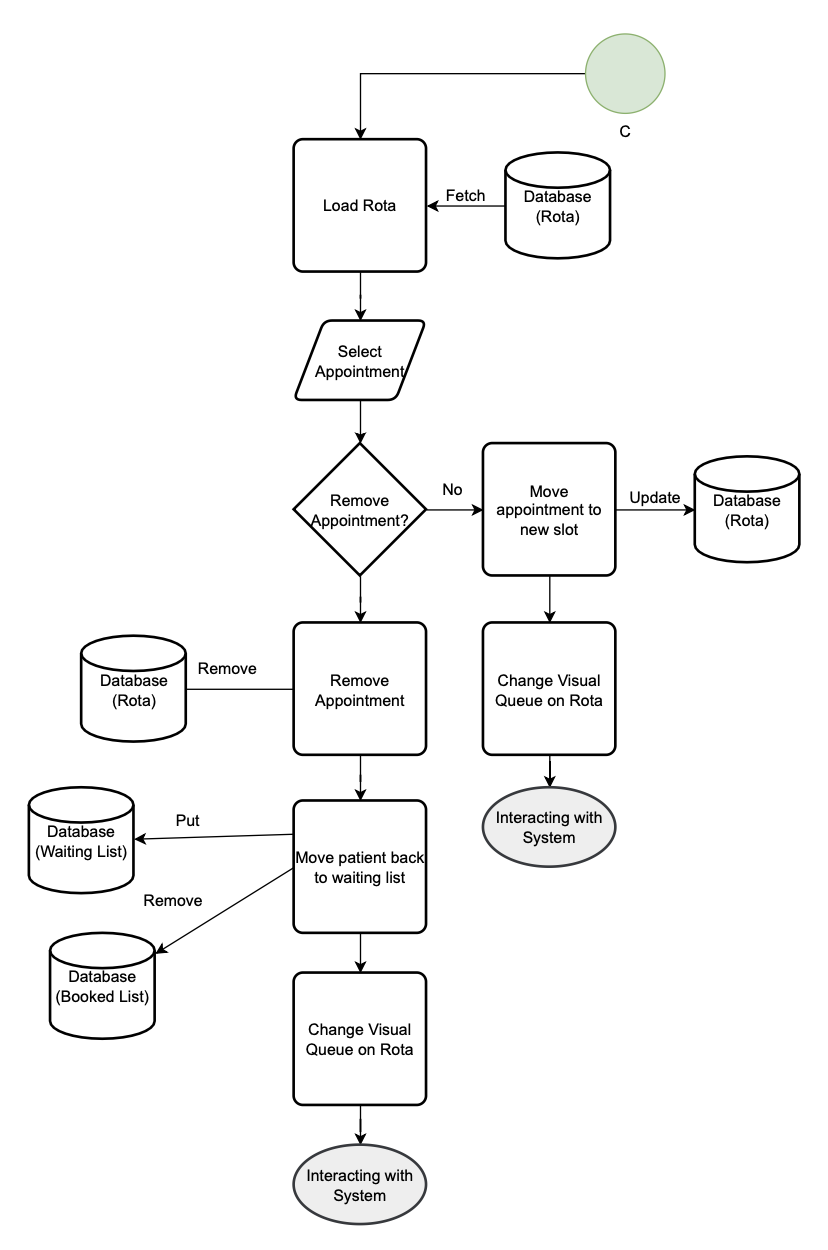 C
Load Rota
Fetch
Database
(Rota)
Select
Appointment
Remove
Appointment?
No
Move
appointment to
new slot
Update
Database
(Rota)
Database
(Rota)
Remove
Remove
Appointment
Change Visual
Queue on Rota
Database
(Waiting List)
Put
Move patient back
to waiting list
Interacting with
System
Remove
Database
(Booked List)
Change Visual
Queue on Rota
Interacting with
System